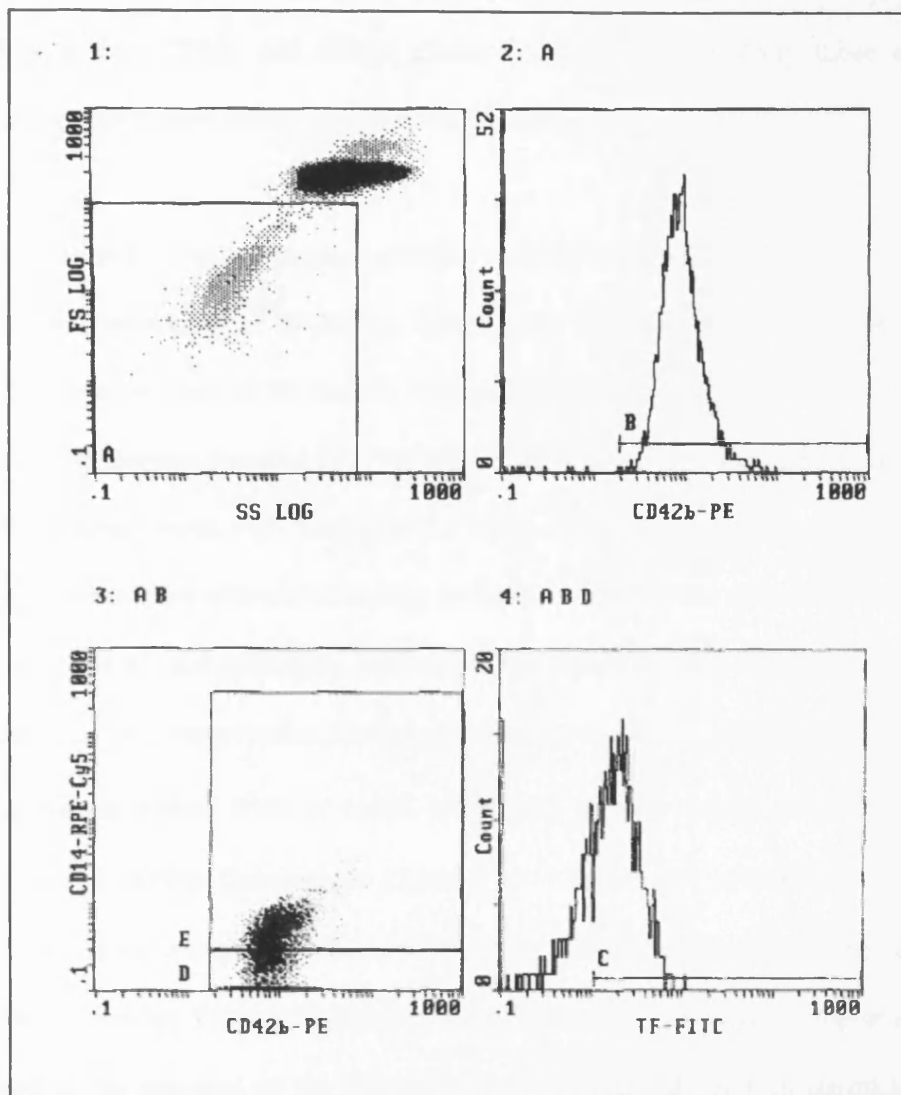 1:
1000
FS LOG
.1
A
.1
1000
SS LOG
2: A
52
Count
0
B
.1
1000
CD42b-PE
3: A B
1000
CD14-RPE-Cy5
.1
E
D
.1
1000
CD42b-PE
4: A B D
20
Count
0
C
.1
1000
TF-FITC